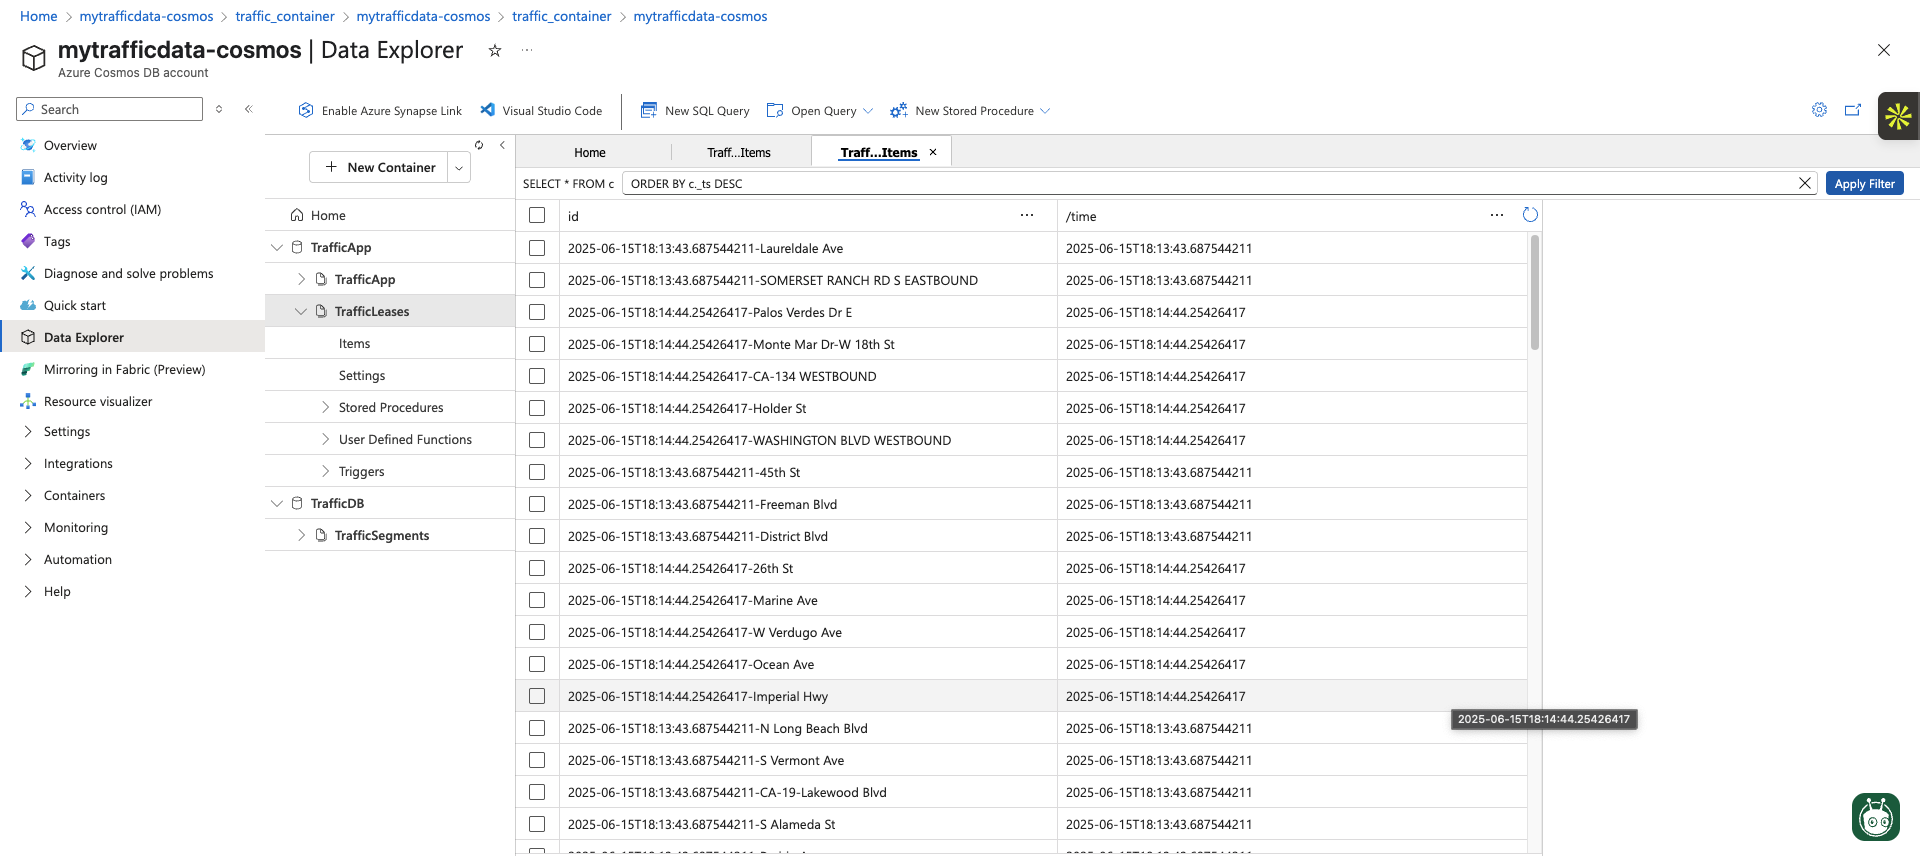 Home > mytrafficdata-cosmos > traffic_container > mytrafficdata-cosmos > traffic_container > mytrafficdata-cosmos
mytrafficdata-cosmos | Data Explorer
Azure Cosmos DB account
Search
Overview
Activity log
Access control (IAM)
Tags
Diagnose and solve problems
Quick start
Data Explorer
Mirroring in Fabric (Preview)
Resource visualizer
Settings
Integrations
Containers
Monitoring
Automation
Help
Enable Azure Synapse Link
Visual Studio Code
New SQL Query
Open Query
New Stored Procedure
New Container
Home
TrafficApp
TrafficApp
TrafficLeases
Items
Settings
Stored Procedures
User Defined Functions
Triggers
TrafficDB
TrafficSegments
Home
Traff...Items
Traff...Items
SELECT * FROM c ORDER BY c._ts DESC Apply Filter
id /time
2025-06-15T18:13:43.687544211-Laureldale Ave 2025-06-15T18:13:43.687544211
2025-06-15T18:13:43.687544211-SOMERSET RANCH RD S EASTBOUND 2025-06-15T18:13:43.687544211
2025-06-15T18:14:44.25426417-Palos Verdes Dr E 2025-06-15T18:14:44.25426417
2025-06-15T18:14:44.25426417-Monte Mar Dr-W 18th St 2025-06-15T18:14:44.25426417
2025-06-15T18:14:44.25426417-CA-134 WESTBOUND 2025-06-15T18:14:44.25426417
2025-06-15T18:14:44.25426417-Holder St 2025-06-15T18:14:44.25426417
2025-06-15T18:14:44.25426417-WASHINGTON BLVD WESTBOUND 2025-06-15T18:14:44.25426417
2025-06-15T18:13:43.687544211-45th St 2025-06-15T18:13:43.687544211
2025-06-15T18:13:43.687544211-Freeman Blvd 2025-06-15T18:13:43.687544211
2025-06-15T18:13:43.687544211-District Blvd 2025-06-15T18:13:43.687544211
2025-06-15T18:14:44.25426417-26th St 2025-06-15T18:14:44.25426417
2025-06-15T18:14:44.25426417-Marine Ave 2025-06-15T18:14:44.25426417
2025-06-15T18:14:44.25426417-W Verdugo Ave 2025-06-15T18:14:44.25426417
2025-06-15T18:14:44.25426417-Ocean Ave 2025-06-15T18:14:44.25426417
2025-06-15T18:14:44.25426417-Imperial Hwy 2025-06-15T18:14:44.25426417
2025-06-15T18:14:44.25426417
2025-06-15T18:13:43.687544211-N Long Beach Blvd 2025-06-15T18:13:43.687544211
2025-06-15T18:13:43.687544211-S Vermont Ave 2025-06-15T18:13:43.687544211
2025-06-15T18:13:43.687544211-CA-19-Lakewood Blvd 2025-06-15T18:13:43.687544211
2025-06-15T18:13:43.687544211-S Alameda St 2025-06-15T18:13:43.687544211